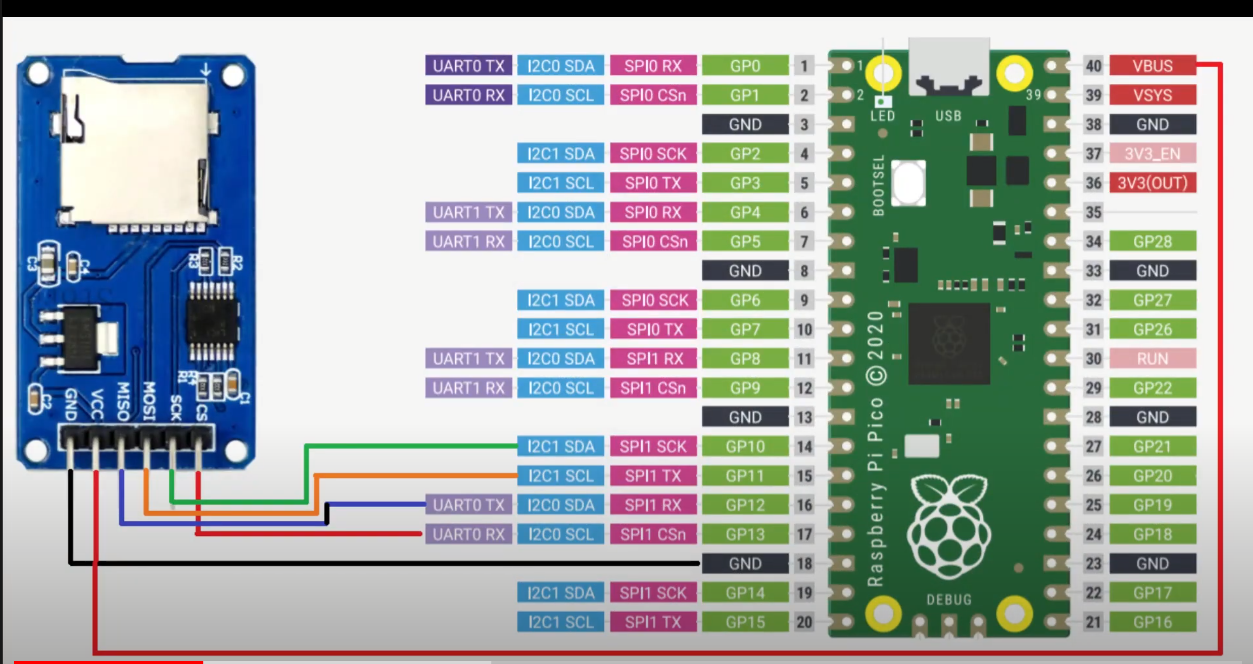 UART0 TX I2C0 SDA SPI0 RX GP0 1 1 40 VBUS
UART0 RX I2C0 SCL SPI0 CSn GP1 2 2 39 39 VSYS
GND 3 LED USB 38 GND
I2C1 SDA SPI0 SCK GP2 4 37 3V3_EN
I2C1 SCL SPI0 TX GP3 5 BOOTSEL 36 3V3(OUT)
UART1 TX I2C0 SDA SPI0 RX GP4 6 35
UART1 RX I2C0 SCL SPI0 CSn GP5 7 34 GP28
C3 C4 R3 R2 GND 8 33 GND
I2C1 SDA SPI0 SCK GP6 9 32 GP27
I2C1 SCL SPI0 TX GP7 10 31 GP26
UART1 TX I2C0 SDA SPI1 RX GP8 11 30 RUN
C2 R1 R4 C1 UART1 RX I2C0 SCL SPI1 CSn GP9 12 29 GP22
GND VCC MISO MOSI SCK CS GND 13 28 GND
I2C1 SDA SPI1 SCK GP10 14 27 GP21
I2C1 SCL SPI1 TX GP11 15 26 GP20
UART0 TX I2C0 SDA SPI1 RX GP12 16 25 GP19
UART0 RX I2C0 SCL SPI1 CSn GP13 17 24 GP18
Raspberry Pi Pico © 2020
GND 18 23 GND
I2C1 SDA SPI1 SCK GP14 19 DEBUG 22 GP17
I2C1 SCL SPI1 TX GP15 20 21 GP16